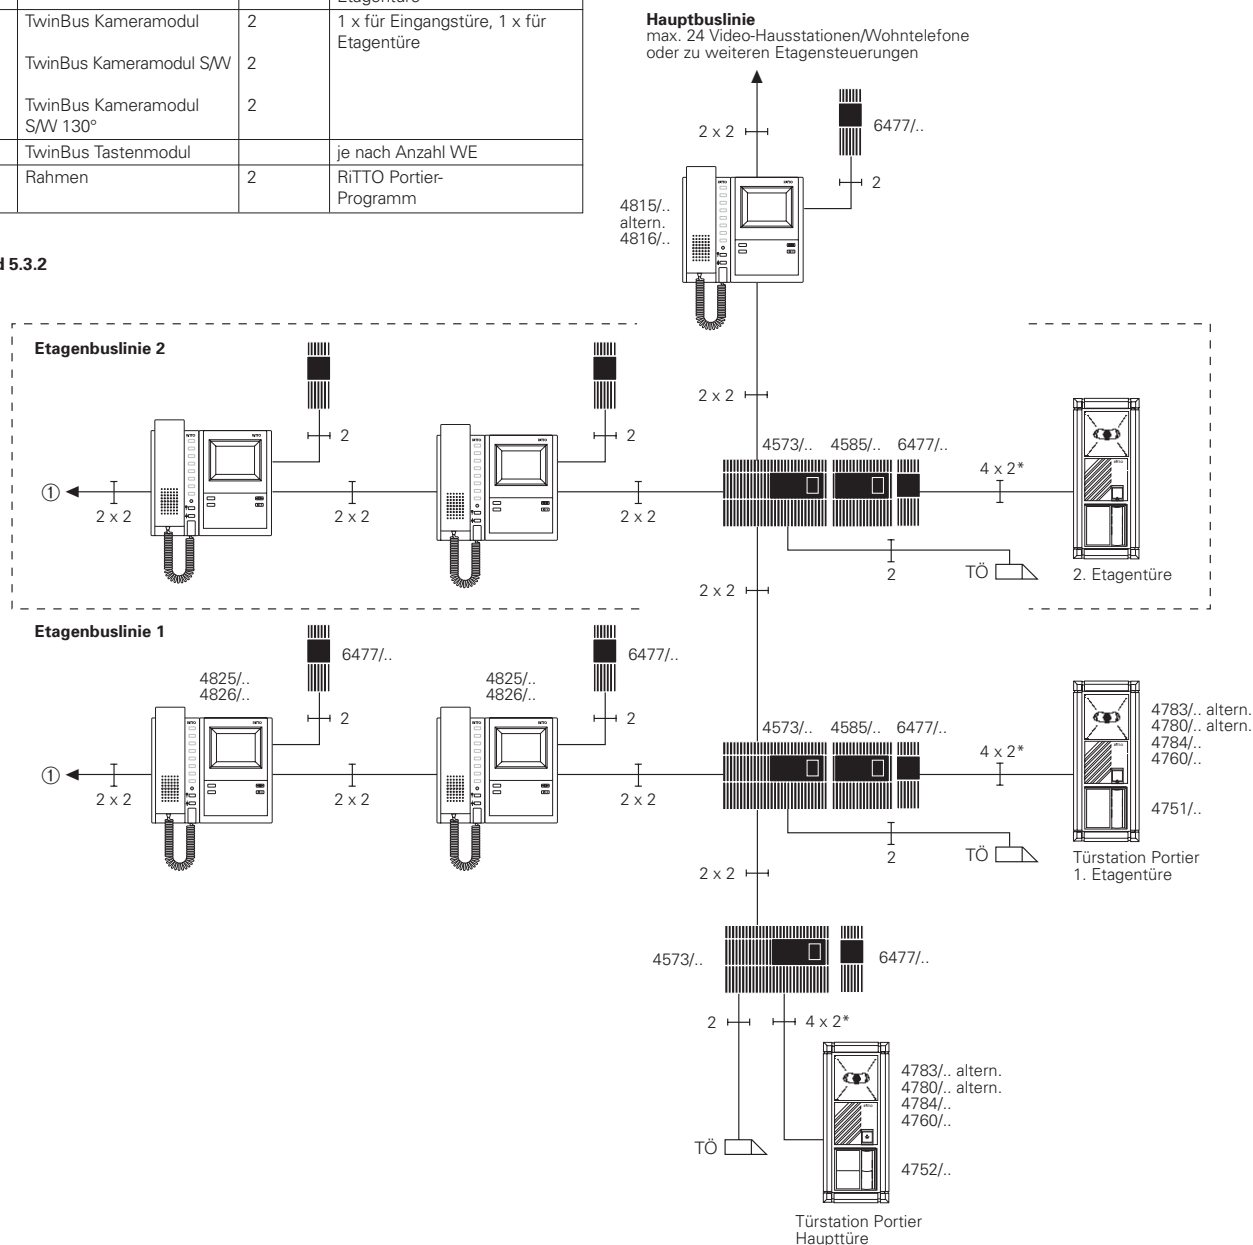 Etagentüre
TwinBus Kameramodul 2 1 x für Eingangstüre, 1 x für
Etagentüre
TwinBus Kameramodul S/W 2
TwinBus Kameramodul 2
S/W 130°
TwinBus Tastenmodul je nach Anzahl WE
Rahmen 2 RiTTO Portier-
Programm
Hauptbuslinie
max. 24 Video-Hausstationen/Wohntelefone
oder zu weiteren Etagensteuerungen
2 x 2
6477/..
2
4815/..
altern.
4816/..
d 5.3.2
Etagenbuslinie 2
2 x 2
2
2
4573/.. 4585/.. 6477/..
4 x 2*
①
2 x 2
2 x 2
2 x 2
2
TÖ
2. Etagentüre
2 x 2
Etagenbuslinie 1
6477/..
6477/..
4825/..
4826/..
4825/..
4826/..
2
2
4573/.. 4585/.. 6477/..
4 x 2*
4783/.. altern.
4780/.. altern.
4784/..
4760/..
4751/..
①
2 x 2
2 x 2
2 x 2
2
TÖ
Türstation Portier
1. Etagentüre
2 x 2
4573/..
6477/..
2
4 x 2*
4783/.. altern.
4780/.. altern.
4784/..
4760/..
4752/..
TÖ
Türstation Portier
Haupttüre